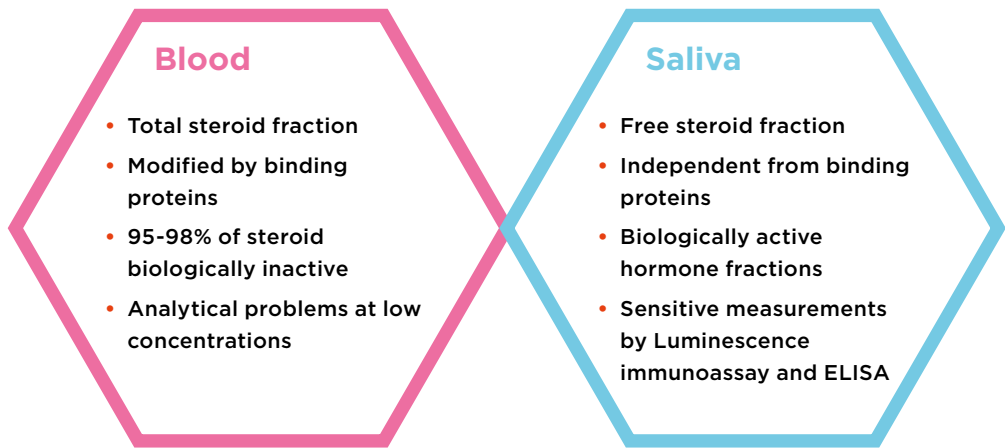 Blood
• Total steroid fraction
• Modified by binding
proteins
• 95-98% of steroid
biologically inactive
• Analytical problems at low
concentrations
Saliva
• Free steroid fraction
• Independent from binding
proteins
• Biologically active
hormone fractions
• Sensitive measurements
by Luminescence
immunoassay and ELISA